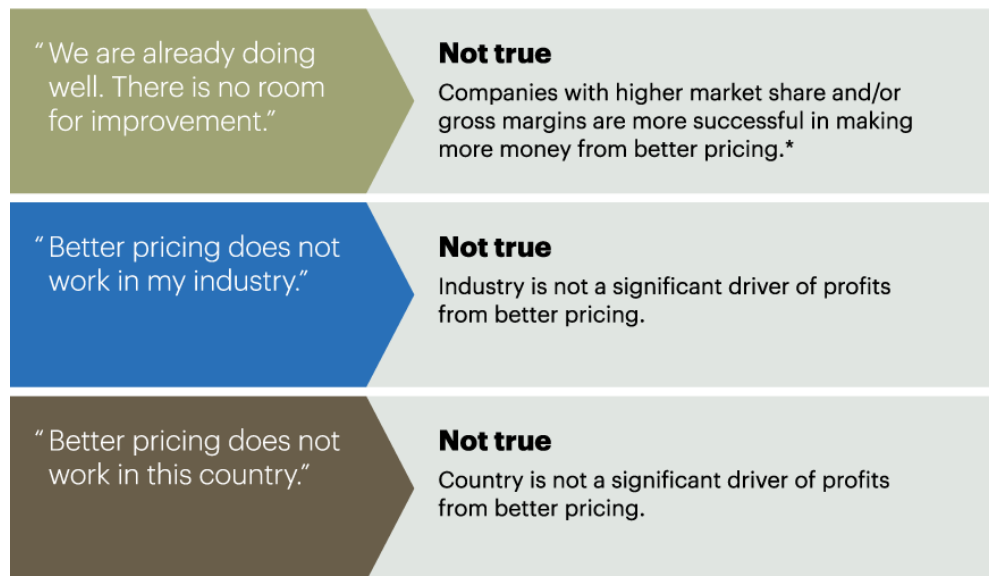 “We are already doing
well. There is no room
for improvement.”
Not true
Companies with higher market share and/or
gross margins are more successful in making
more money from better pricing.*
“Better pricing does not
work in my industry.”
Not true
Industry is not a significant driver of profits
from better pricing.
“Better pricing does not
work in this country.”
Not true
Country is not a significant driver of profits
from better pricing.